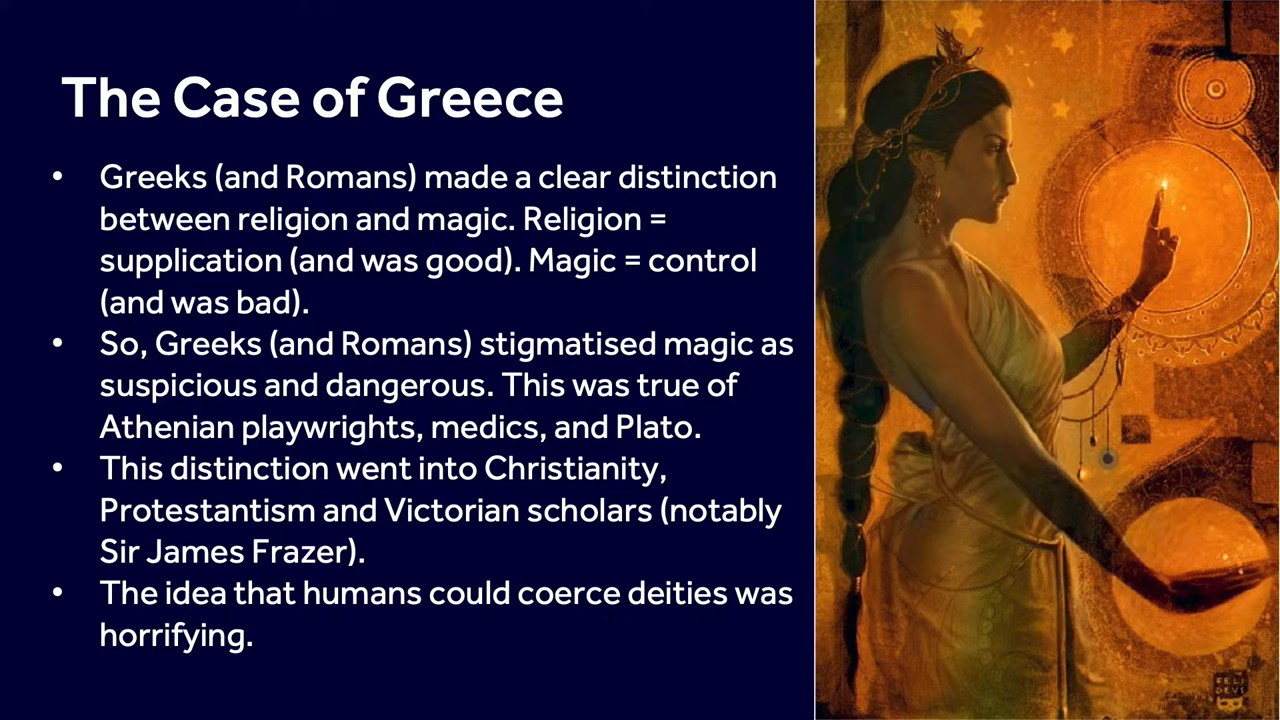 The Case of Greece
• Greeks (and Romans) made a clear distinction
between religion and magic. Religion =
supplication (and was good). Magic = control
(and was bad).
• So, Greeks (and Romans) stigmatised magic as
suspicious and dangerous. This was true of
Athenian playwrights, medics, and Plato.
• This distinction went into Christianity,
Protestantism and Victorian scholars (notably
Sir James Frazer).
• The idea that humans could coerce deities was
horrifying.
FELI
DEVS